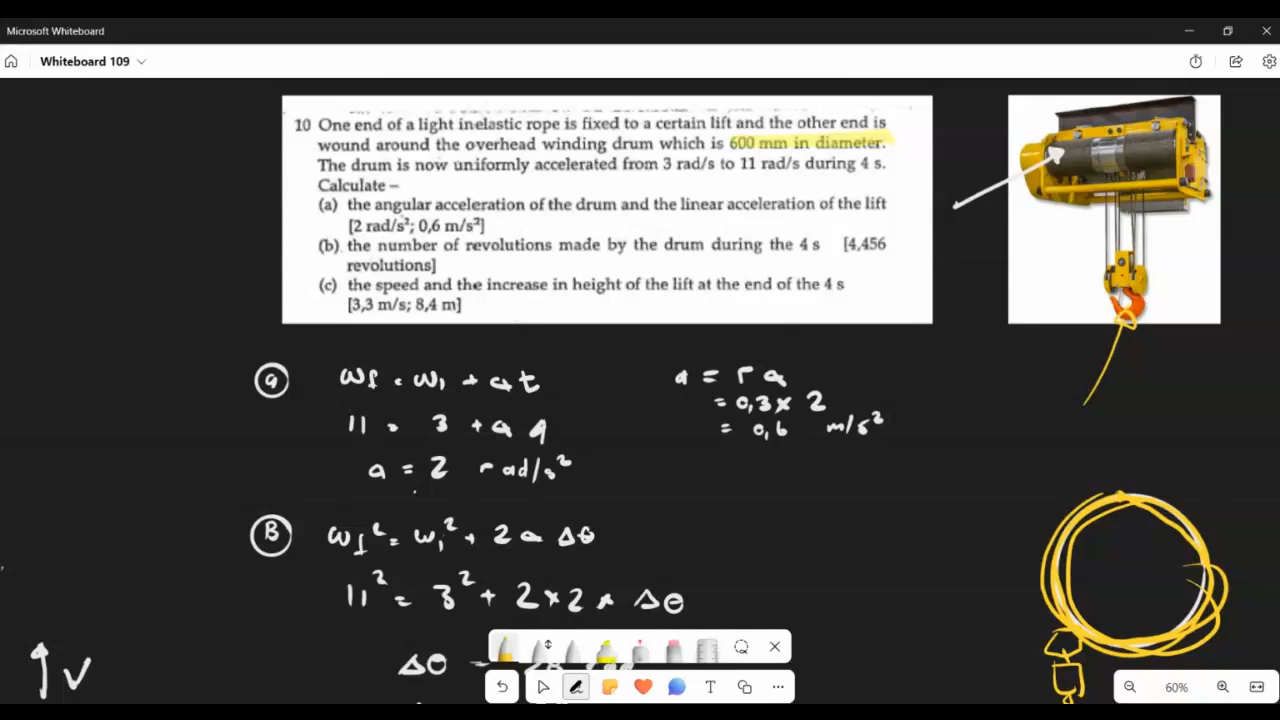 Microsoft Whiteboard
Whiteboard 109
10 One end of a light inelastic rope is fixed to a certain lift and the other end is
wound around the overhead winding drum which is 600 mm in diameter.
The drum is now uniformly accelerated from 3 rad/s to 11 rad/s during 4 s.
Calculate –
(a) the angular acceleration of the drum and the linear acceleration of the lift
[2 rad/s²; 0,6 m/s²]
(b) the number of revolutions made by the drum during the 4 s [4,456
revolutions]
(c) the speed and the increase in height of the lift at the end of the 4 s
[3,3 m/s; 8,4 m]
a ωf = ω1 + αt
11 = 3 + α 4
α = 2 rad/s²
a = r α
= 0,3 × 2
= 0,6 m/s²
B ωf² = ω1² + 2 α Δθ
11² = 3² + 2 × 2 × Δθ
Δθ =
V
60%